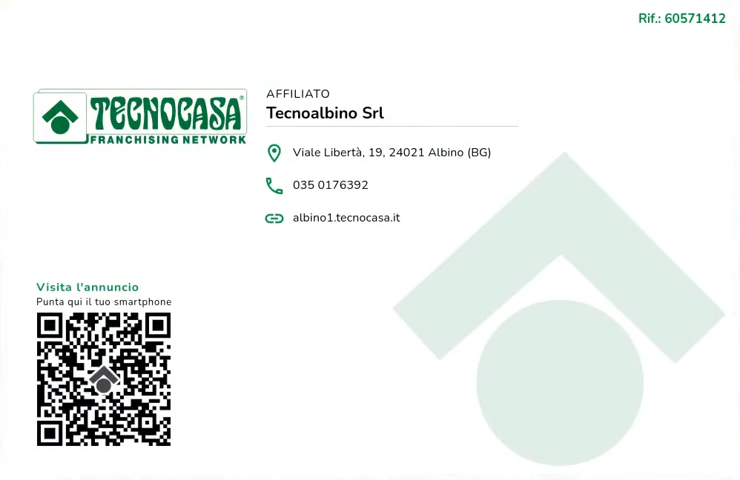 Rif.: 60571412
TECNOCASA®
FRANCHISING NETWORK
AFFILIATO
Tecnoalbino Srl
Viale Libertà, 19, 24021 Albino (BG)
035 0176392
albino1.tecnocasa.it
Visita l'annuncio
Punta qui il tuo smartphone